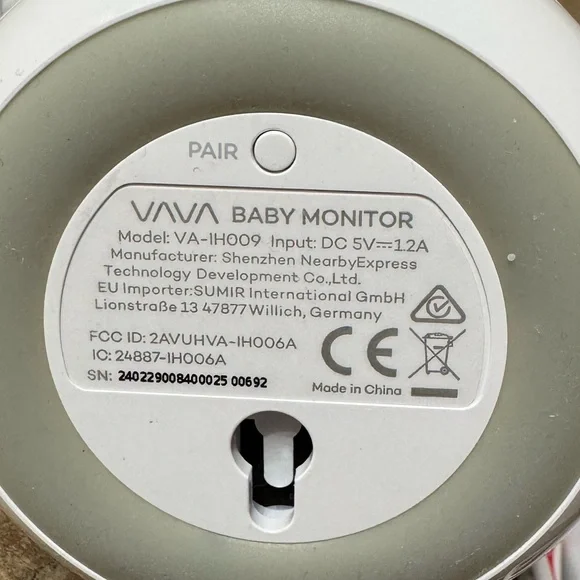 PAIR
VAVA BABY MONITOR
Model: VA-IH009 Input: DC 5V⎓1.2A
Manufacturer: Shenzhen NearbyExpress
Technology Development Co.,Ltd.
EU Importer:SUMIR International GmbH
Lionstraße 13 47877 Willich, Germany
FCC ID: 2AVUHVA-IH006A
IC: 24887-IH006A
SN: 240229008400025 00692
CE
Made in China